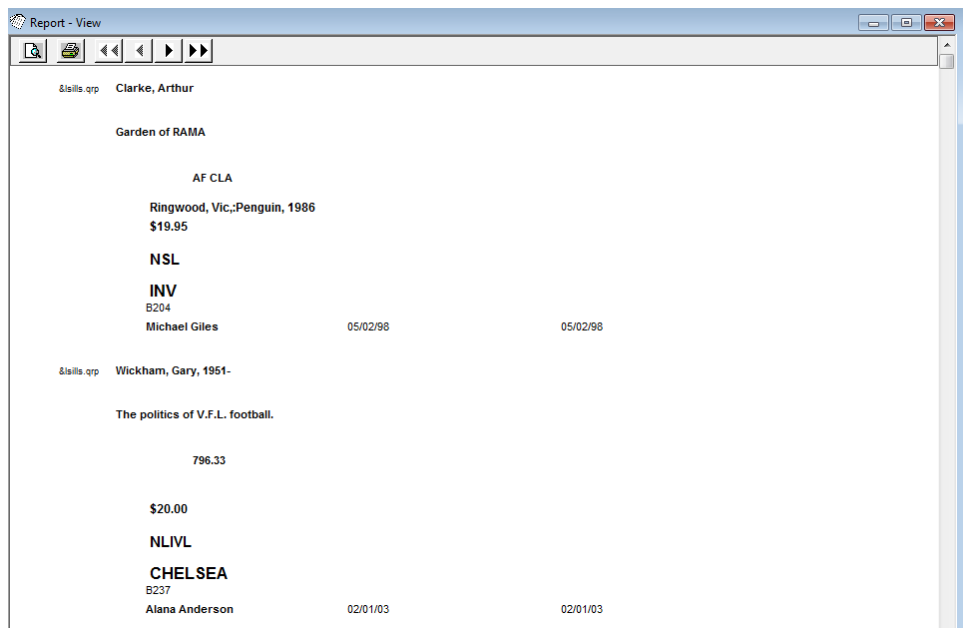 Report - View
&lsills.qrp Clarke, Arthur
Garden of RAMA
AF CLA
Ringwood, Vic,:Penguin, 1986
$19.95
NSL
INV
B204
Michael Giles 05/02/98 05/02/98
&lsills.qrp Wickham, Gary, 1951-
The politics of V.F.L. football.
796.33
$20.00
NLIVL
CHELSEA
B237
Alana Anderson 02/01/03 02/01/03